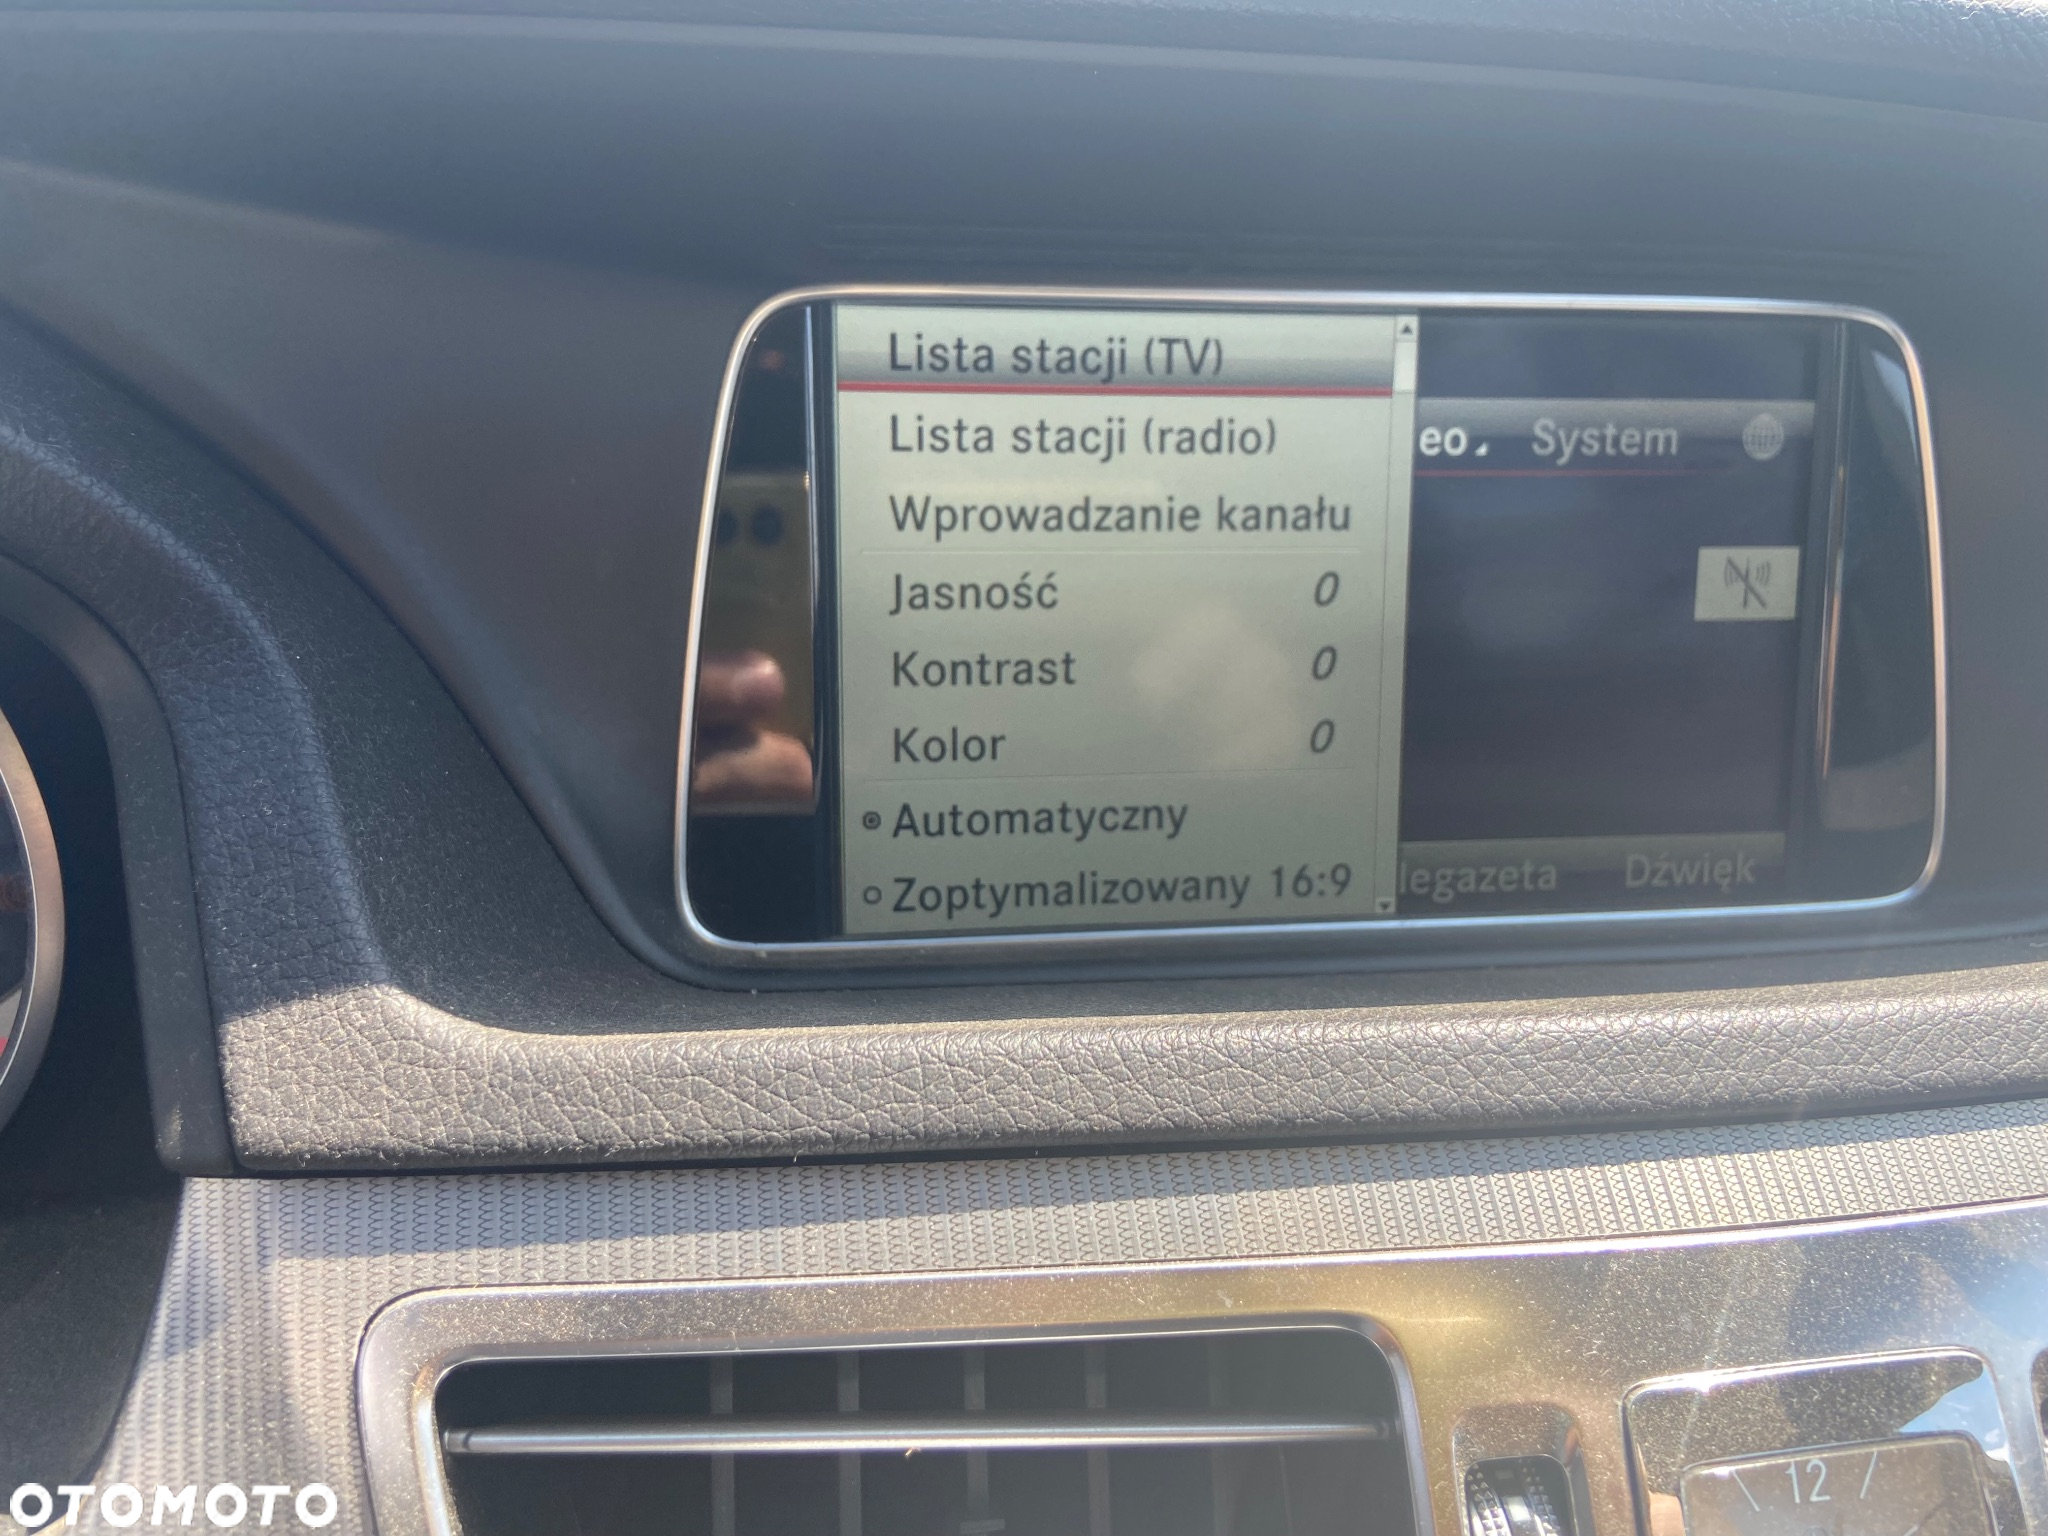 Lista stacji (TV)
Lista stacji (radio)
Wprowadzanie kanału
Jasność 0
Kontrast 0
Kolor 0
Automatyczny
Zoptymalizowany 16:9
eo System
legazeta Dźwięk
12
OTOMOTO